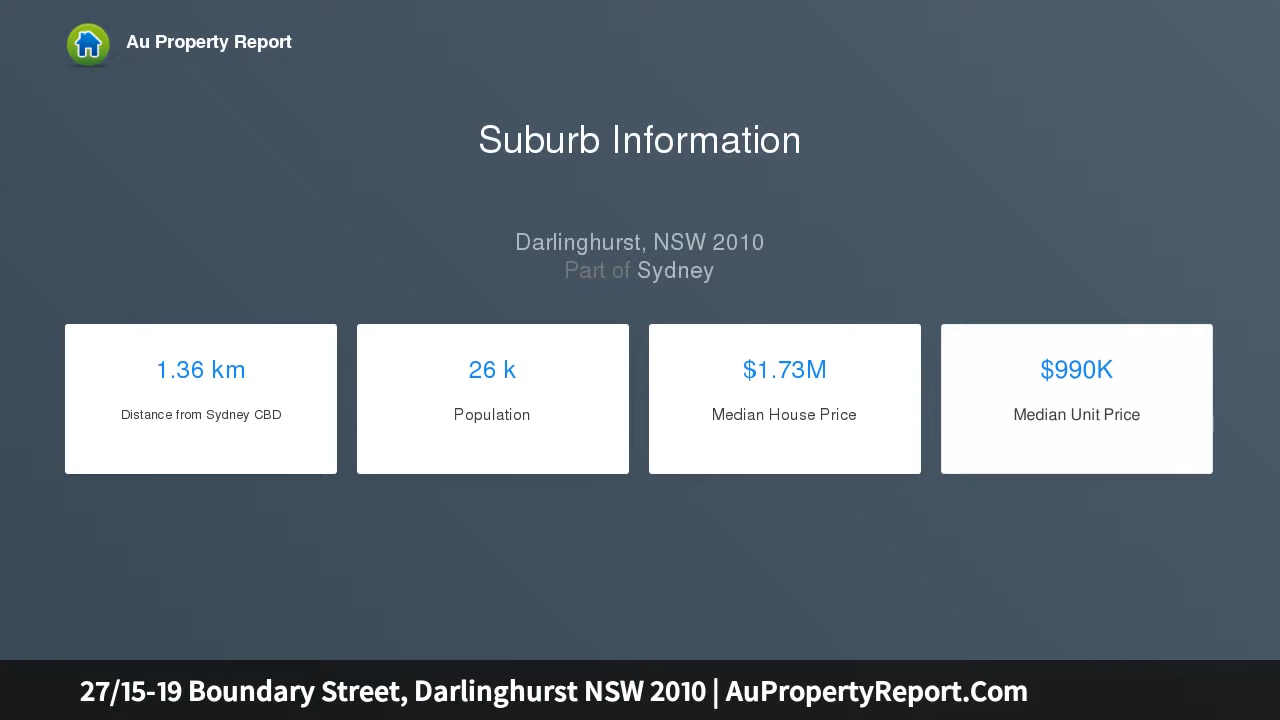 Au Property Report
Suburb Information
Darlinghurst, NSW 2010
Part of Sydney
1.36 km
Distance from Sydney CBD
26 k
Population
$1.73M
Median House Price
$990K
Median Unit Price
27/15-19 Boundary Street, Darlinghurst NSW 2010 | AuPropertyReport.Com